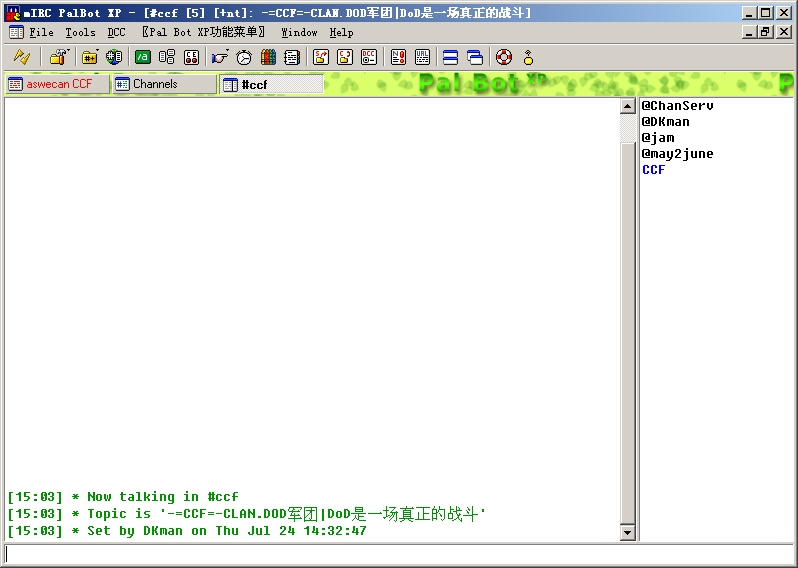 mIRC PalBot XP - [#ccf [5] [+nt]: -=CCF=-CLAN.DOD军团|DoD是一场真正的战斗]
File Tools DCC 〖Pal Bot XP功能菜单〗 Window Help
aswecan CCF Channels #ccf Pal Bot XP P
@ChanServ
@DKman
@jam
@may2june
CCF
[15:03] * Now talking in #ccf
[15:03] * Topic is '-=CCF=-CLAN.DOD军团|DoD是一场真正的战斗'
[15:03] * Set by DKman on Thu Jul 24 14:32:47